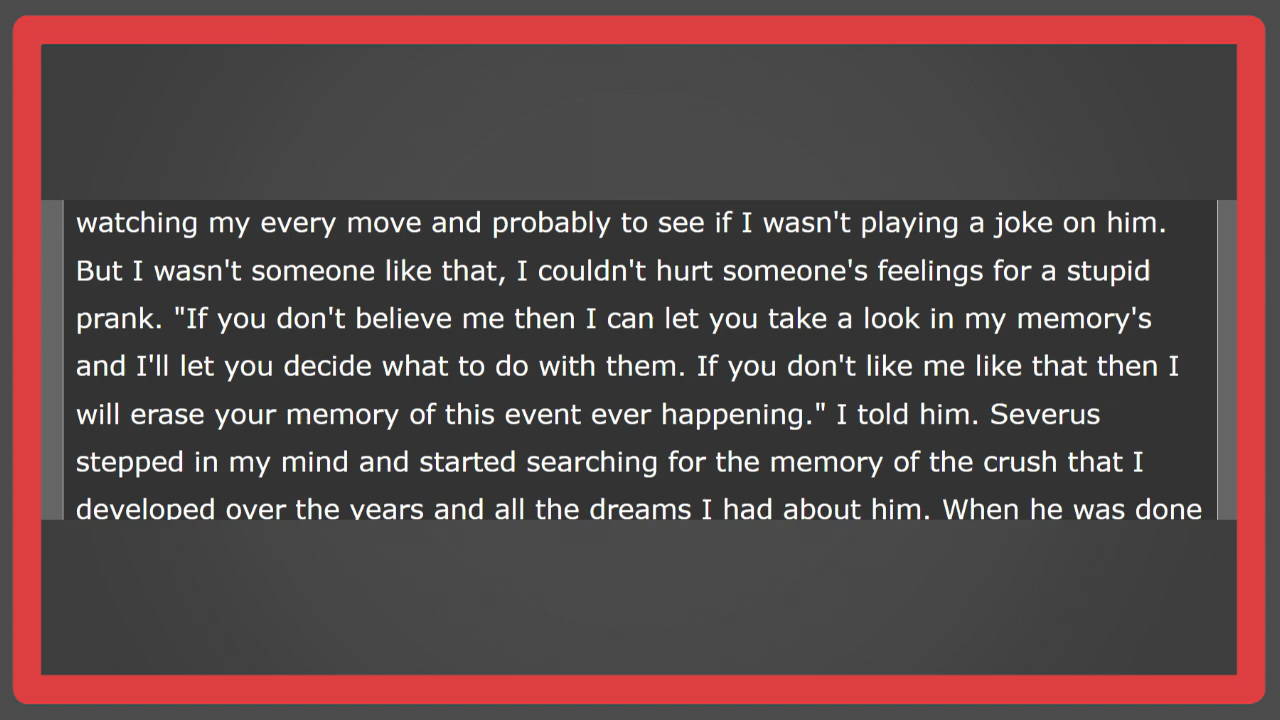 watching my every move and probably to see if I wasn't playing a joke on him.
But I wasn't someone like that, I couldn't hurt someone's feelings for a stupid
prank. "If you don't believe me then I can let you take a look in my memory's
and I'll let you decide what to do with them. If you don't like me like that then I
will erase your memory of this event ever happening." I told him. Severus
stepped in my mind and started searching for the memory of the crush that I
developed over the years and all the dreams I had about him. When he was done